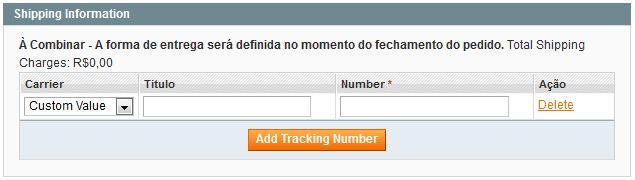 Shipping Information
À Combinar - A forma de entrega será definida no momento do fechamento do pedido. Total Shipping
Charges: R$0,00
Carrier Titulo Number * Ação
Custom Value Delete
Add Tracking Number